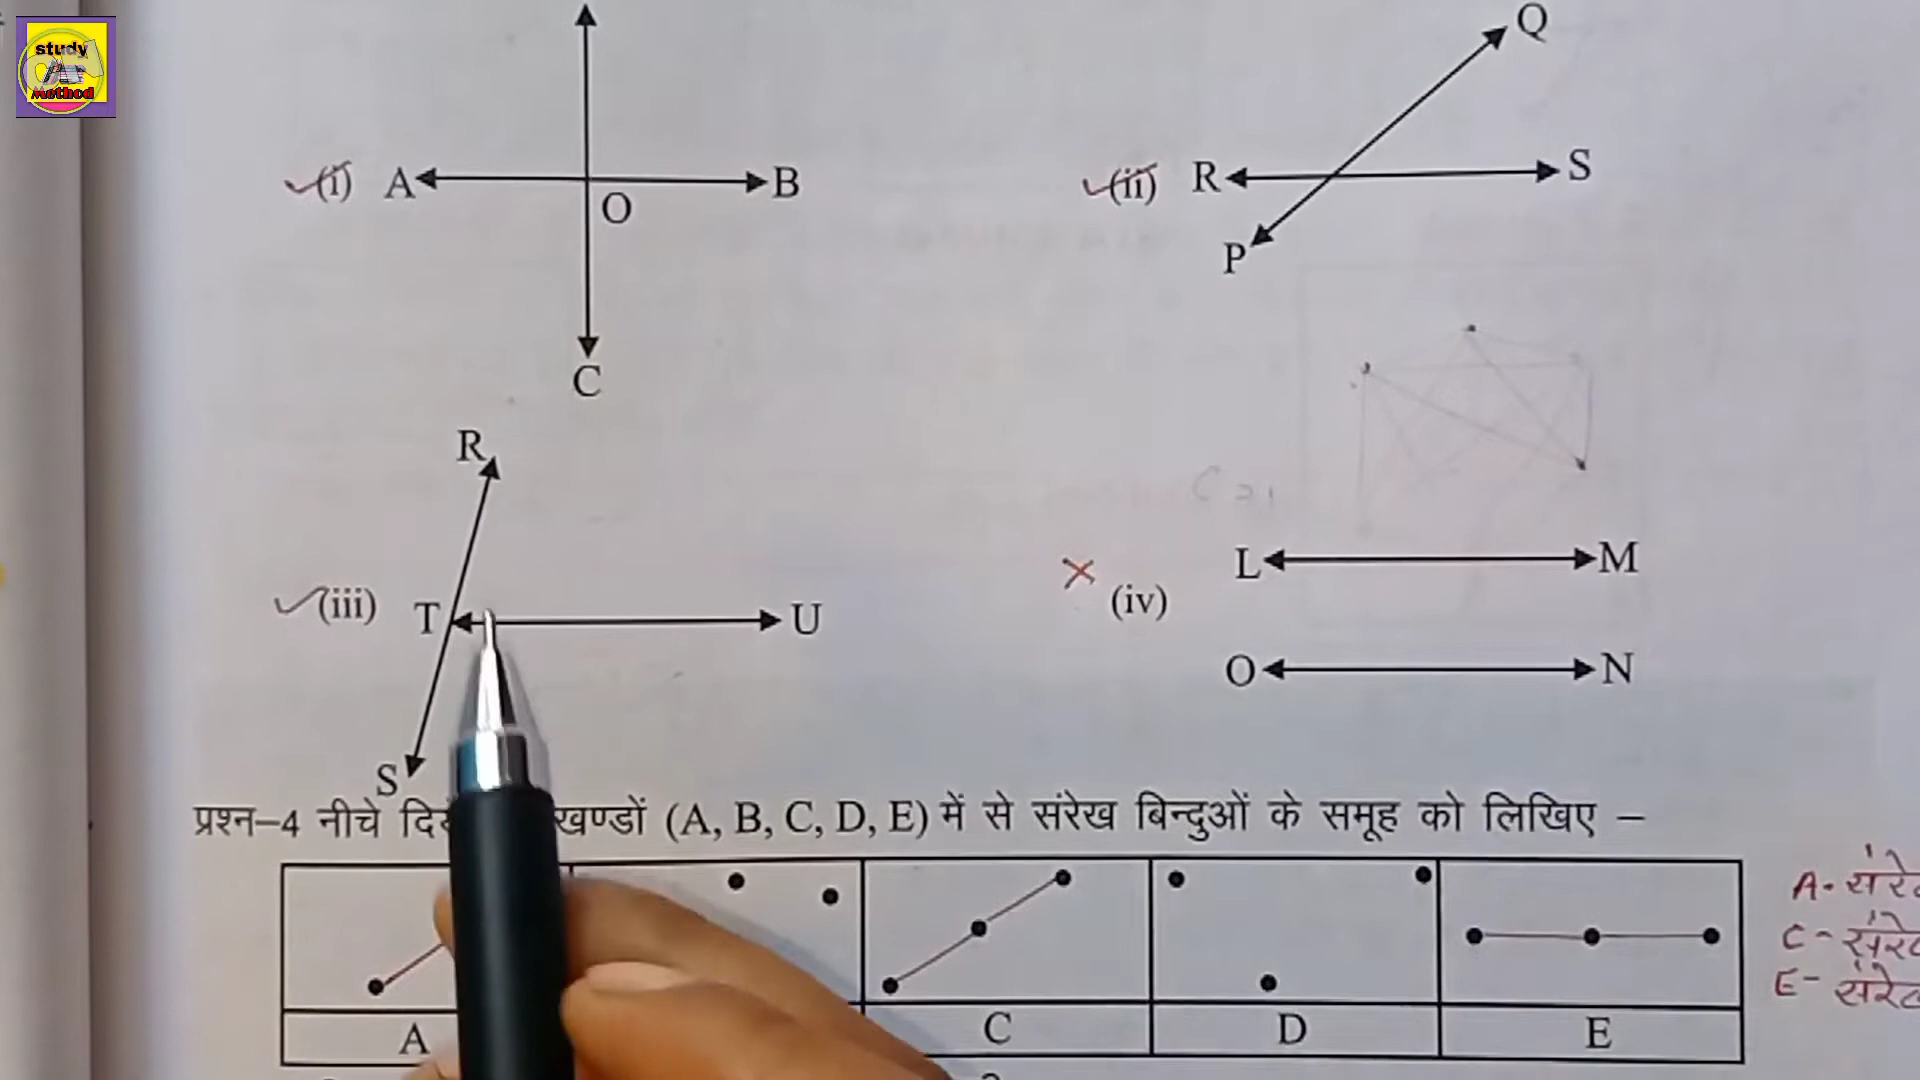 study
Method
Q
(i) A B
O
(ii) R S
P
C
R
(iii) T U
(iv)
L M
O N
S
C =
प्रश्न–4 नीचे खण्डों (A, B, C, D, E) में से संरेख बिन्दुओं के समूह को लिखिए –
A-
C-
E-
A C D E